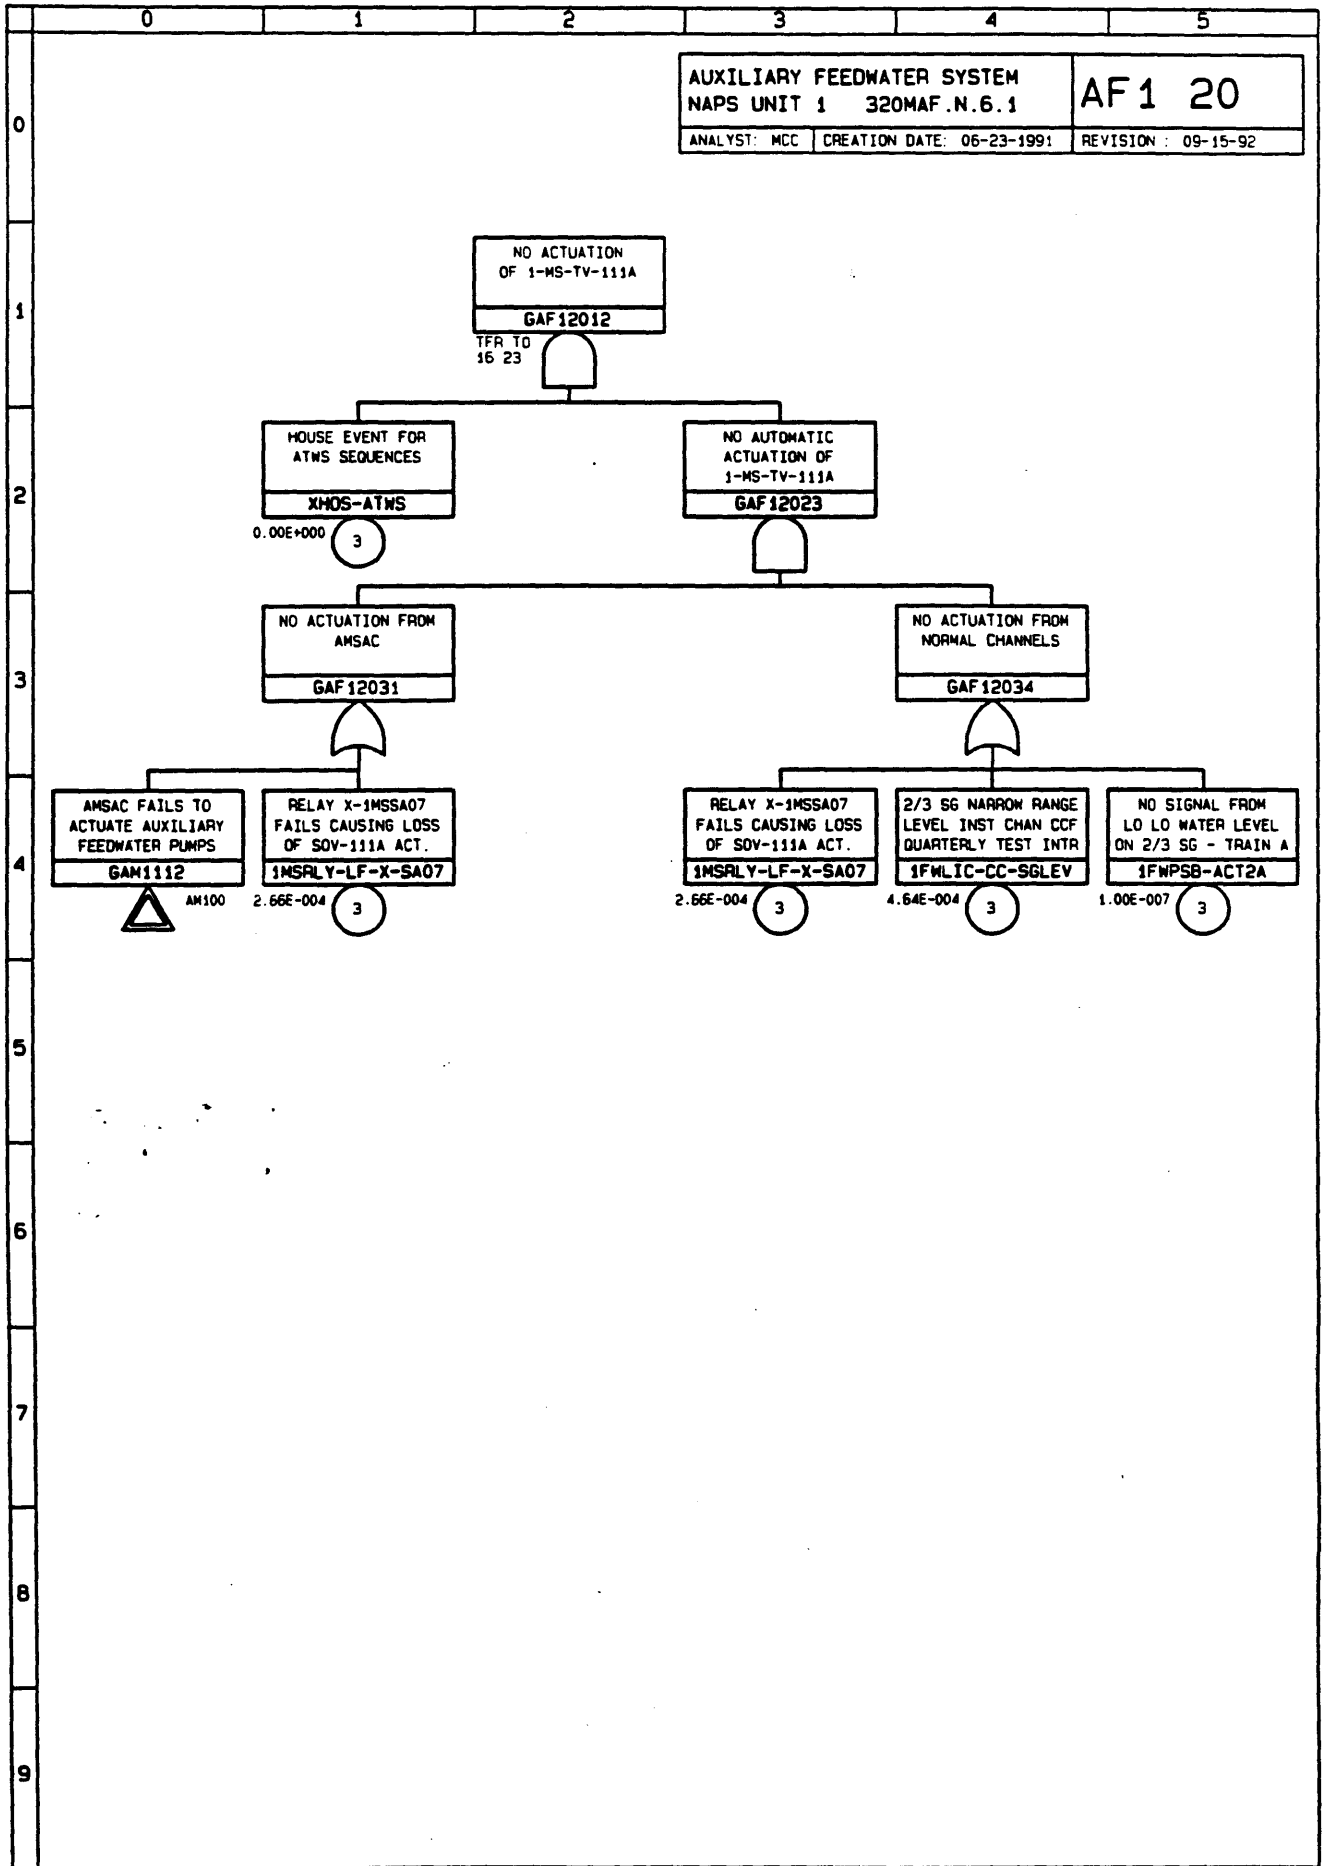 0 1 2 3 4 5
AUXILIARY FEEDWATER SYSTEM
NAPS UNIT 1 320MAF.N.6.1
AF1 20
ANALYST: MCC CREATION DATE: 06-23-1991 REVISION : 09-15-92
0
NO ACTUATION
OF 1-MS-TV-111A
GAF12012
TFR TO
16 23
1
HOUSE EVENT FOR
ATWS SEQUENCES
XHOS-ATWS
0.00E+000
3
NO AUTOMATIC
ACTUATION OF
1-MS-TV-111A
GAF12023
2
NO ACTUATION FROM
AMSAC
GAF12031
NO ACTUATION FROM
NORMAL CHANNELS
GAF12034
3
AMSAC FAILS TO
ACTUATE AUXILIARY
FEEDWATER PUMPS
GAM1112
AM100
RELAY X-1MSSA07
FAILS CAUSING LOSS
OF SOV-111A ACT.
1MSRLY-LF-X-SA07
2.66E-004
3
RELAY X-1MSSA07
FAILS CAUSING LOSS
OF SOV-111A ACT.
1MSRLY-LF-X-SA07
2.66E-004
3
2/3 SG NARROW RANGE
LEVEL INST CHAN CCF
QUARTERLY TEST INTR
1FWLIC-CC-SGLEV
4.64E-004
3
NO SIGNAL FROM
LO LO WATER LEVEL
ON 2/3 SG - TRAIN A
1FWPSB-ACT2A
1.00E-007
3
4
5
6
7
8
9